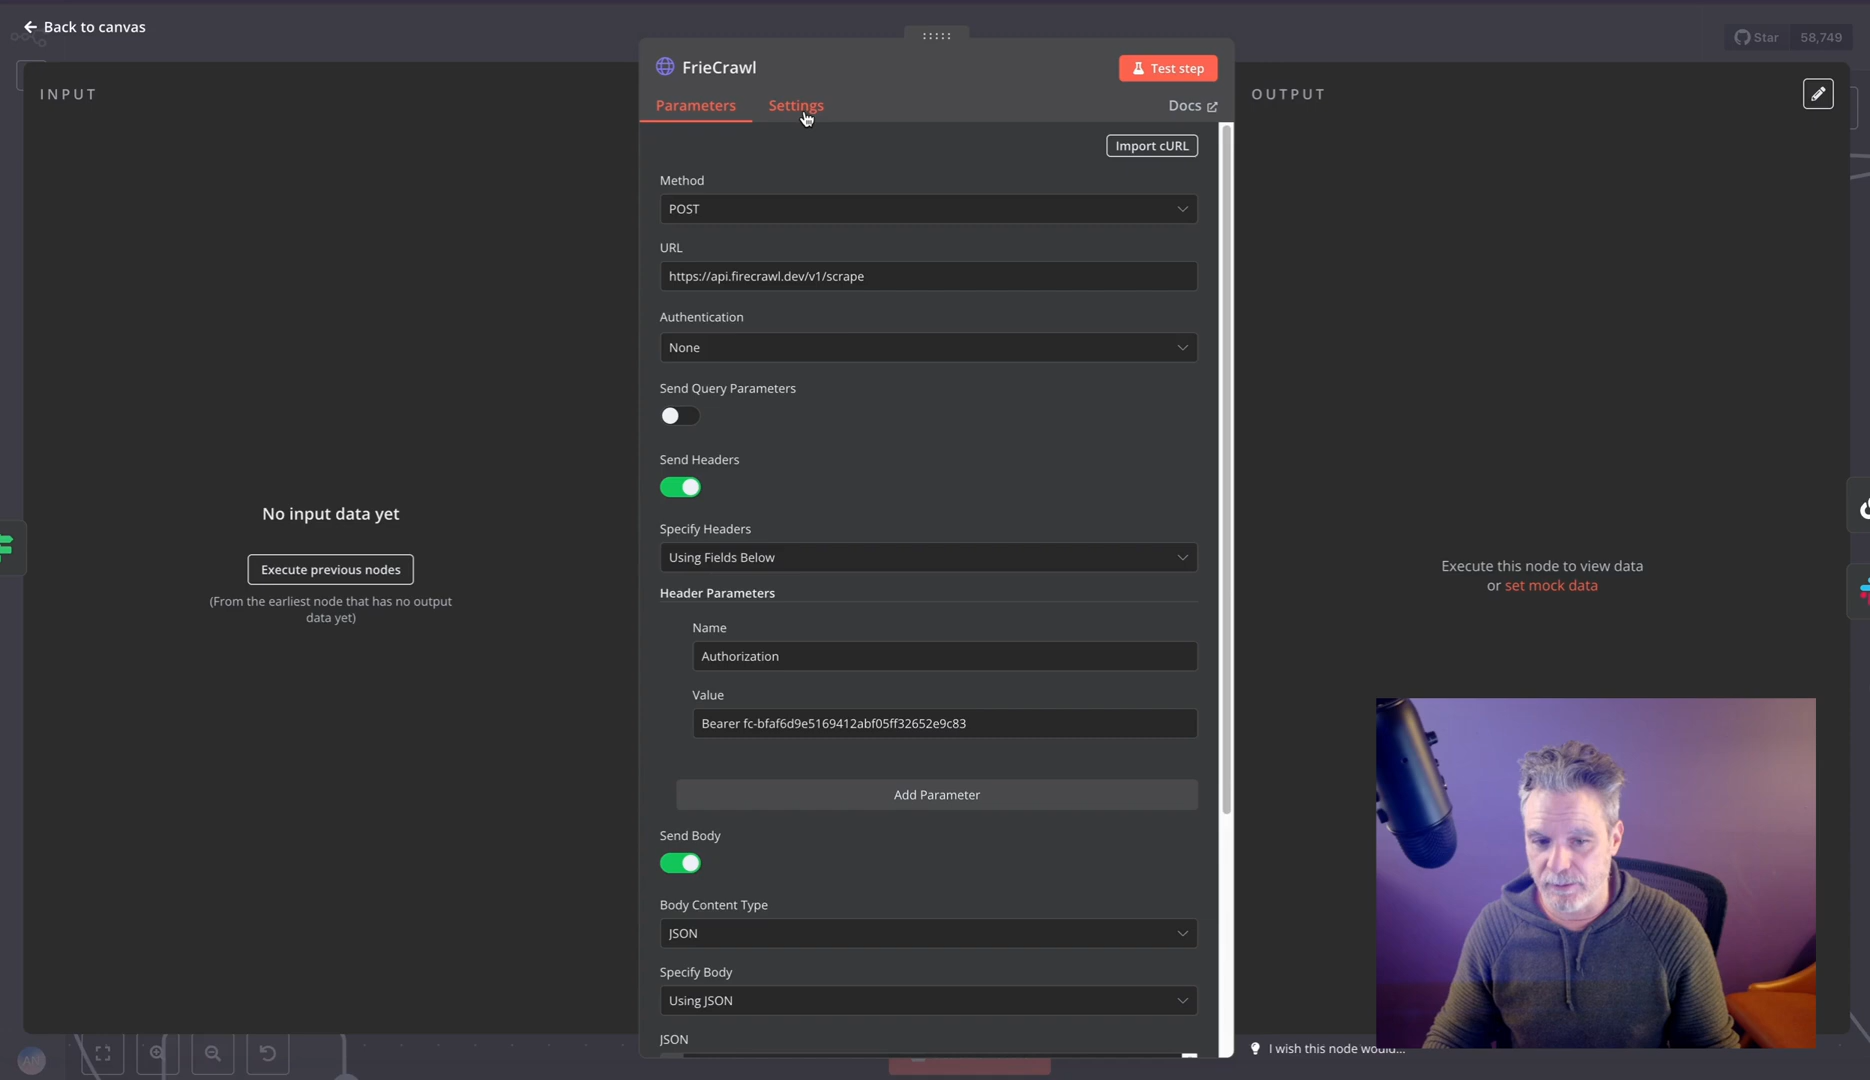 Back to canvas
Star 58,749
INPUT
FrieCrawl
Test step
OUTPUT
Parameters
Settings
Docs
Import cURL
Method
POST
URL
https://api.firecrawl.dev/v1/scrape
Authentication
None
Send Query Parameters
Send Headers
Specify Headers
Using Fields Below
Header Parameters
Name
Authorization
Value
Bearer fc-bfaf6d9e5169412abf05ff32652e9c83
Add Parameter
Send Body
Body Content Type
JSON
Specify Body
Using JSON
JSON
No input data yet
Execute previous nodes
(From the earliest node that has no output
data yet)
Execute this node to view data
or set mock data
I wish this node would...
AN